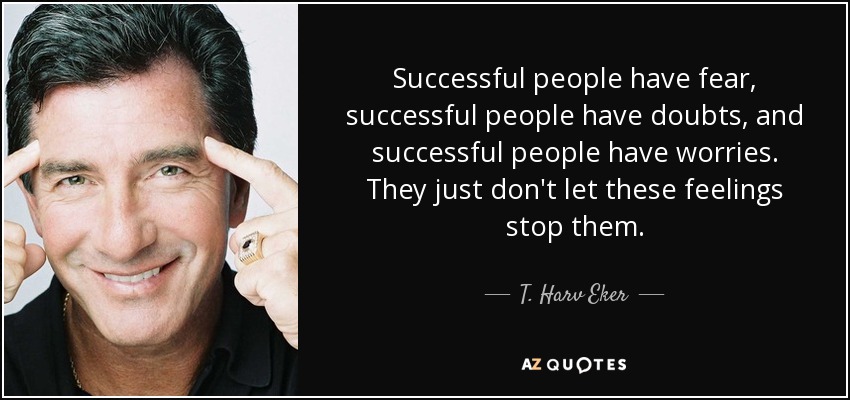 Successful people have fear,
successful people have doubts, and
successful people have worries.
They just don't let these feelings
stop them.
T. Harv Eker
AZ QUOTES